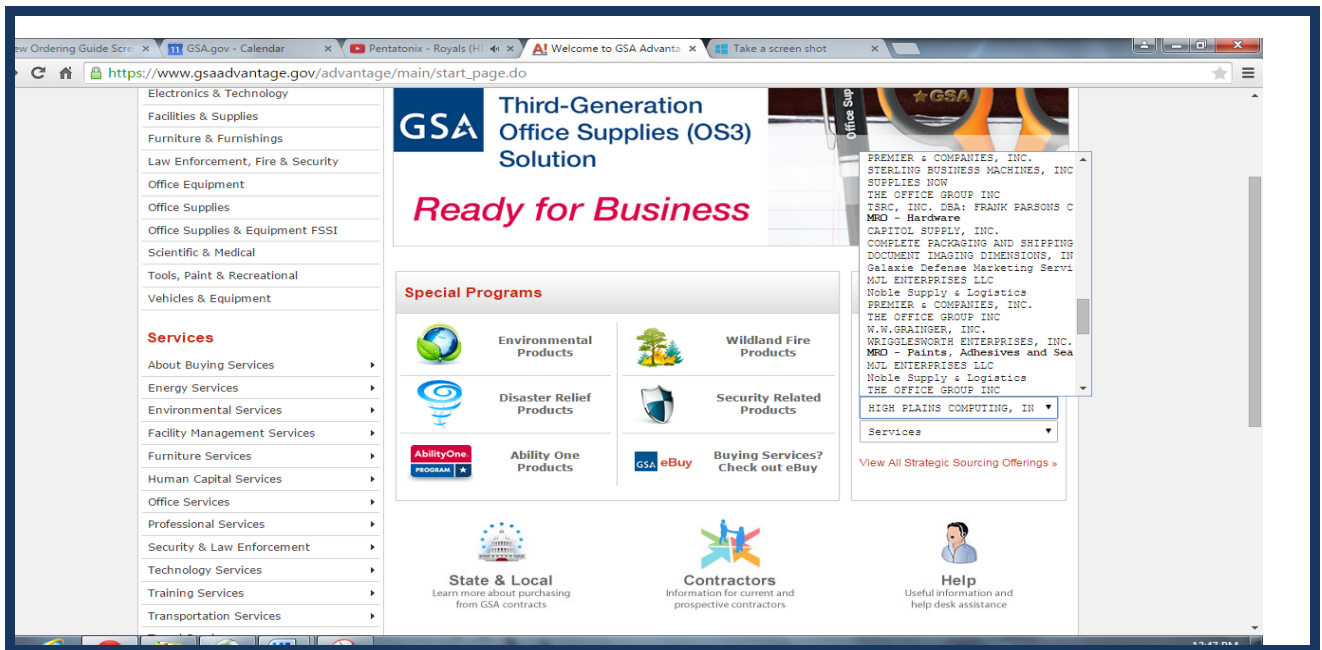 ew Ordering Guide Scre
11 GSA.gov - Calendar
Pentatonix - Royals (H
A! Welcome to GSA Advanta
Take a screen shot
https://www.gsaadvantage.gov/advantage/main/start_page.do
Electronics & Technology
Facilities & Supplies
Furniture & Furnishings
Law Enforcement, Fire & Security
Office Equipment
Office Supplies
Office Supplies & Equipment FSSI
Scientific & Medical
Tools, Paint & Recreational
Vehicles & Equipment
Services
About Buying Services
Energy Services
Environmental Services
Facility Management Services
Furniture Services
Human Capital Services
Office Services
Professional Services
Security & Law Enforcement
Technology Services
Training Services
Transportation Services
GSA
Third-Generation
Office Supplies (OS3)
Solution
Ready for Business
Office Sup
GSA
Special Programs
Environmental
Products
Wildland Fire
Products
Disaster Relief
Products
Security Related
Products
AbilityOne
PROGRAM
Ability One
Products
GSA eBuy
Buying Services?
Check out eBuy
PREMIER & COMPANIES, INC.
STERLING BUSINESS MACHINES, INC
SUPPLIES NOW
THE OFFICE GROUP INC
TSRC, INC. DBA: FRANK PARSONS C
MRO - Hardware
CAPITOL SUPPLY, INC.
COMPLETE PACKAGING AND SHIPPING
DOCUMENT IMAGING DIMENSIONS, IN
Galaxie Defense Marketing Servi
MJL ENTERPRISES LLC
Noble Supply & Logistics
PREMIER & COMPANIES, INC.
THE OFFICE GROUP INC
W.W.GRAINGER, INC.
WRIGGLESWORTH ENTERPRISES, INC.
MRO - Paints, Adhesives and Sea
MJL ENTERPRISES LLC
Noble Supply & Logistics
THE OFFICE GROUP INC
HIGH PLAINS COMPUTING, IN
Services
View All Strategic Sourcing Offerings »
State & Local
Learn more about purchasing
from GSA contracts
Contractors
Information for current and
prospective contractors
Help
Useful information and
help desk assistance
12:47 PM